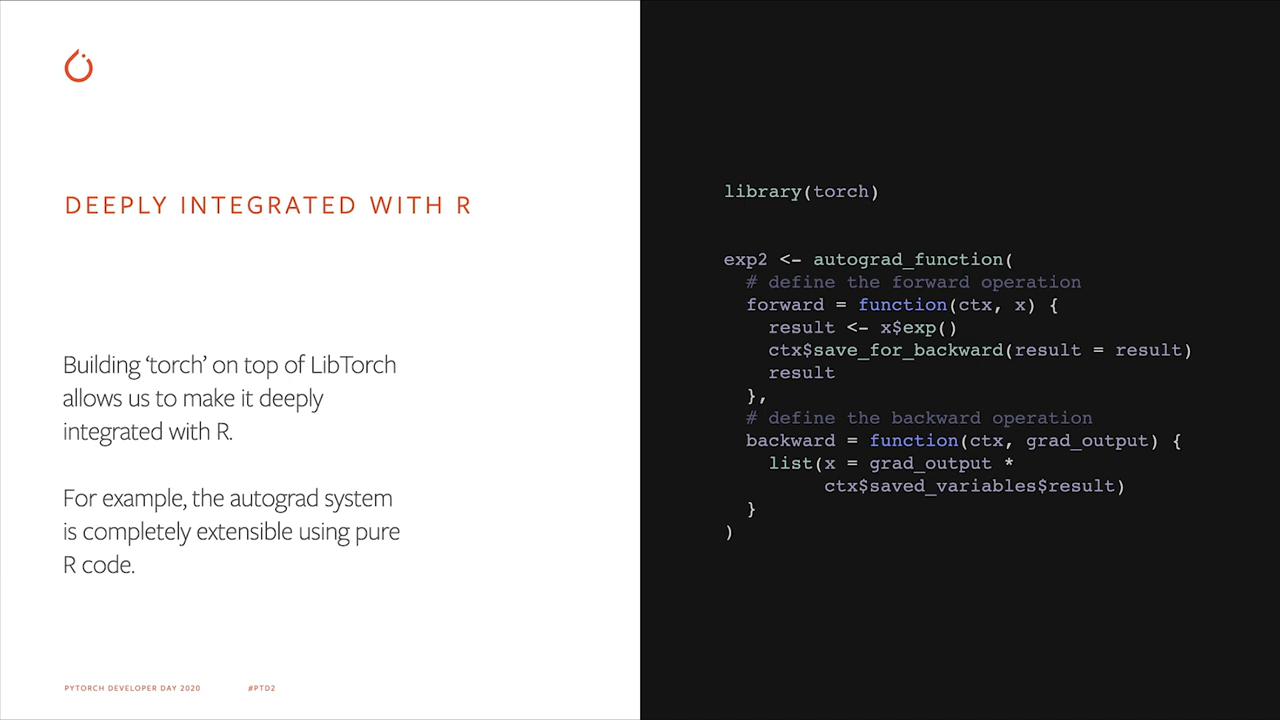 DEEPLY INTEGRATED WITH R
Building ‘torch’ on top of LibTorch
allows us to make it deeply
integrated with R.
For example, the autograd system
is completely extensible using pure
R code.
PYTORCH DEVELOPER DAY 2020
#PTD2
library(torch)
exp2 <- autograd_function(
  # define the forward operation
  forward = function(ctx, x) {
    result <- x$exp()
    ctx$save_for_backward(result = result)
    result
  },
  # define the backward operation
  backward = function(ctx, grad_output) {
    list(x = grad_output *
         ctx$saved_variables$result)
  }
)